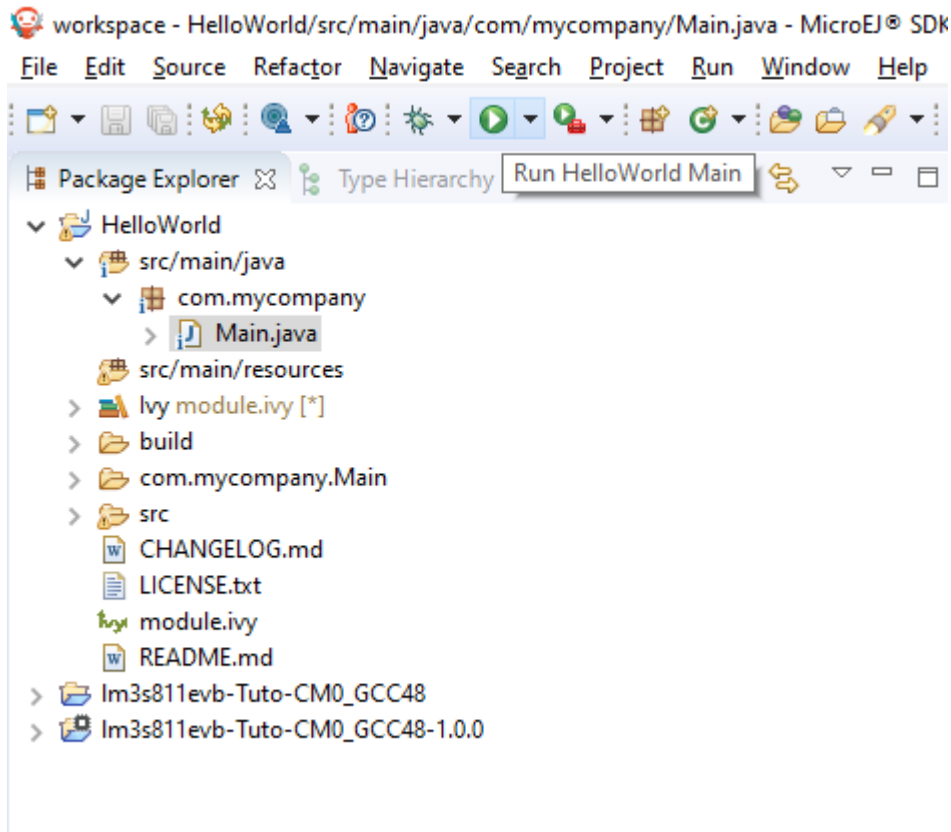 workspace - HelloWorld/src/main/java/com/mycompany/Main.java - MicroEJ® SDK
File Edit Source Refactor Navigate Search Project Run Window Help
Package Explorer Type Hierarchy Run HelloWorld Main
HelloWorld
src/main/java
com.mycompany
Main.java
src/main/resources
Ivy module.ivy [*]
build
com.mycompany.Main
src
CHANGELOG.md
LICENSE.txt
module.ivy
README.md
lm3s811evb-Tuto-CM0_GCC48
lm3s811evb-Tuto-CM0_GCC48-1.0.0